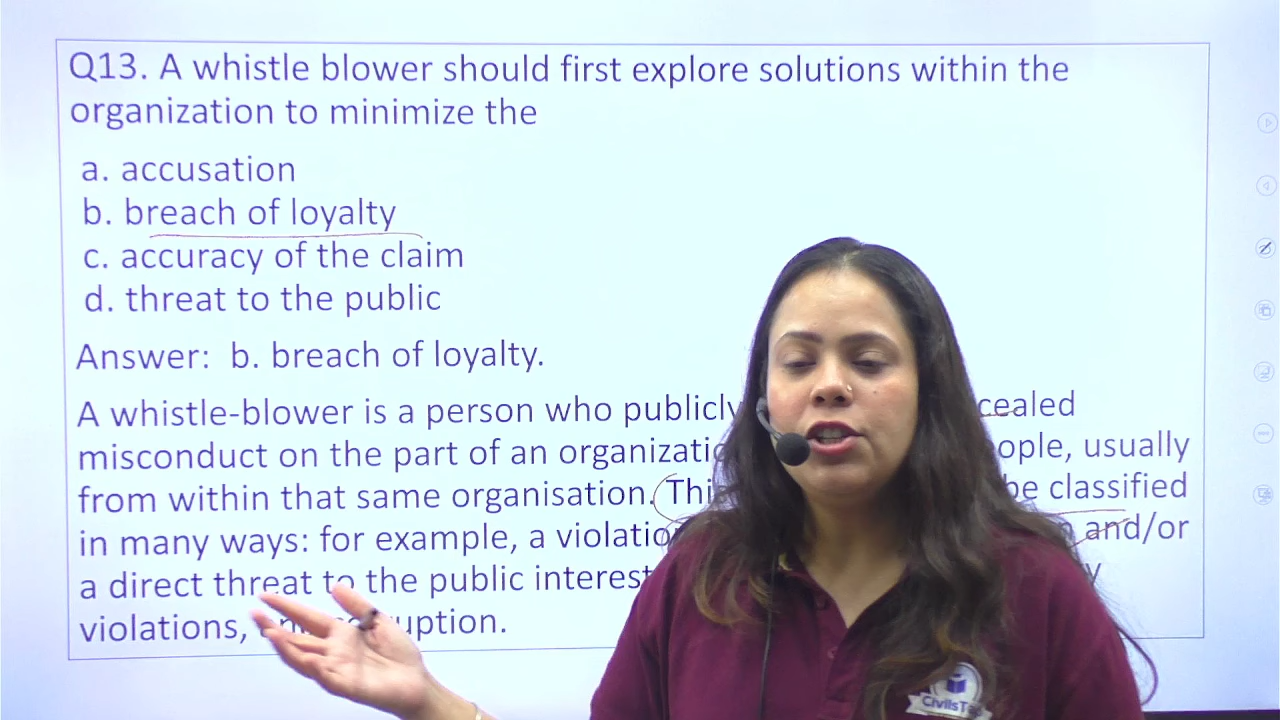 Q13. A whistle blower should first explore solutions within the
organization to minimize the
a. accusation
b. breach of loyalty
c. accuracy of the claim
d. threat to the public
Answer: b. breach of loyalty.
A whistle-blower is a person who publicly
misconduct on the part of an organizatio ople, usually
from within that same organisation. Thi be classified
in many ways: for example, a violatio and/or
a direct threat to the public interest
violations,